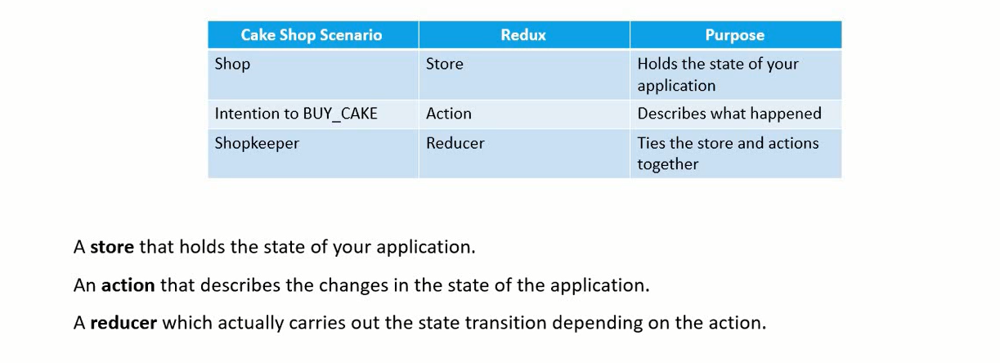 Cake Shop Scenario Redux Purpose
Shop Store Holds the state of your
application
Intention to BUY_CAKE Action Describes what happened
Shopkeeper Reducer Ties the store and actions
together
A store that holds the state of your application.
An action that describes the changes in the state of the application.
A reducer which actually carries out the state transition depending on the action.